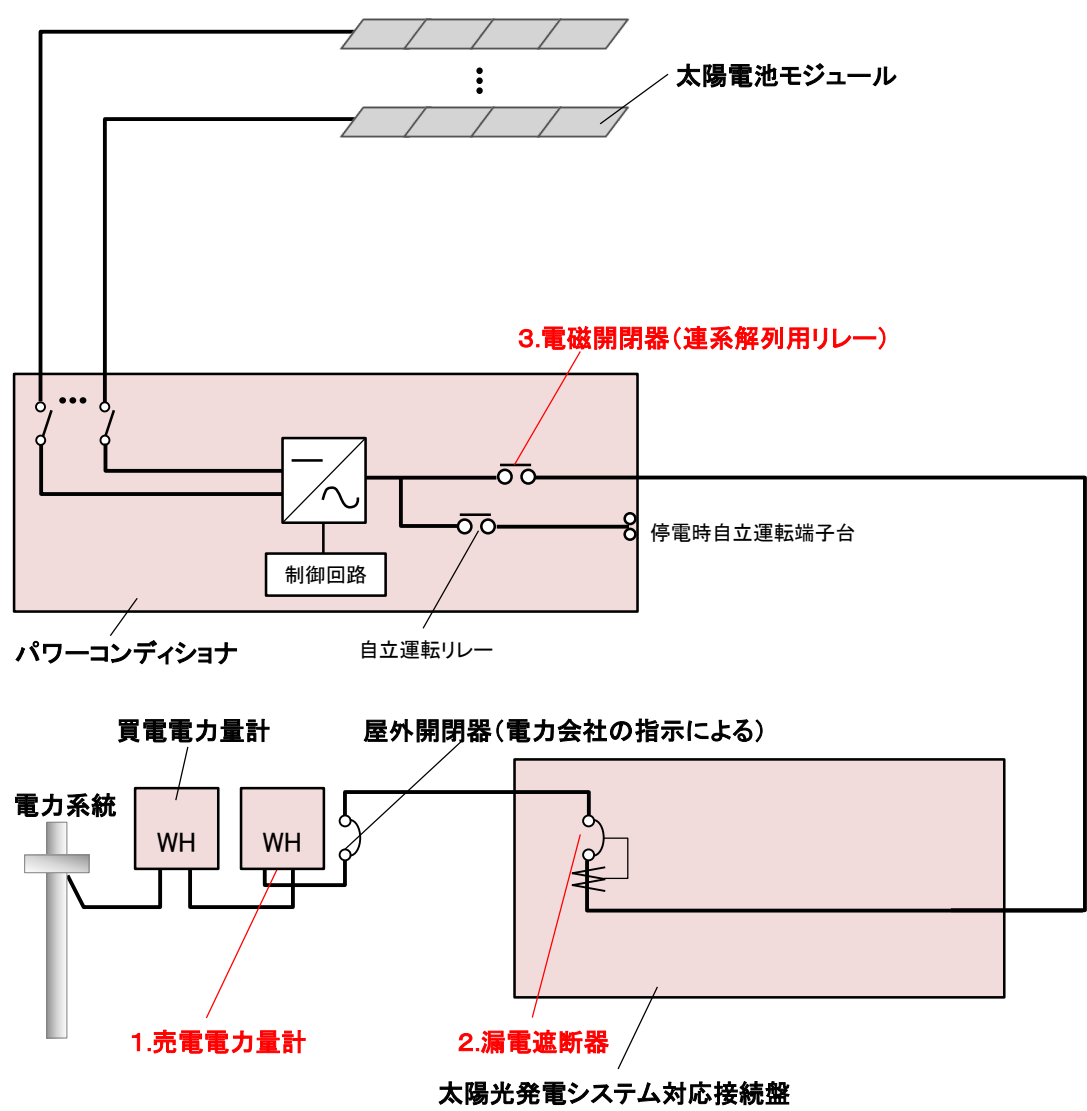 太陽電池モジュール
3.電磁開閉器(連系解列用リレー)
停電時自立運転端子台
制御回路
パワーコンディショナ
自立運転リレー
買電電力量計
屋外開閉器(電力会社の指示による)
電力系統
WH
WH
1.売電電力量計
2.漏電遮断器
太陽光発電システム対応接続盤